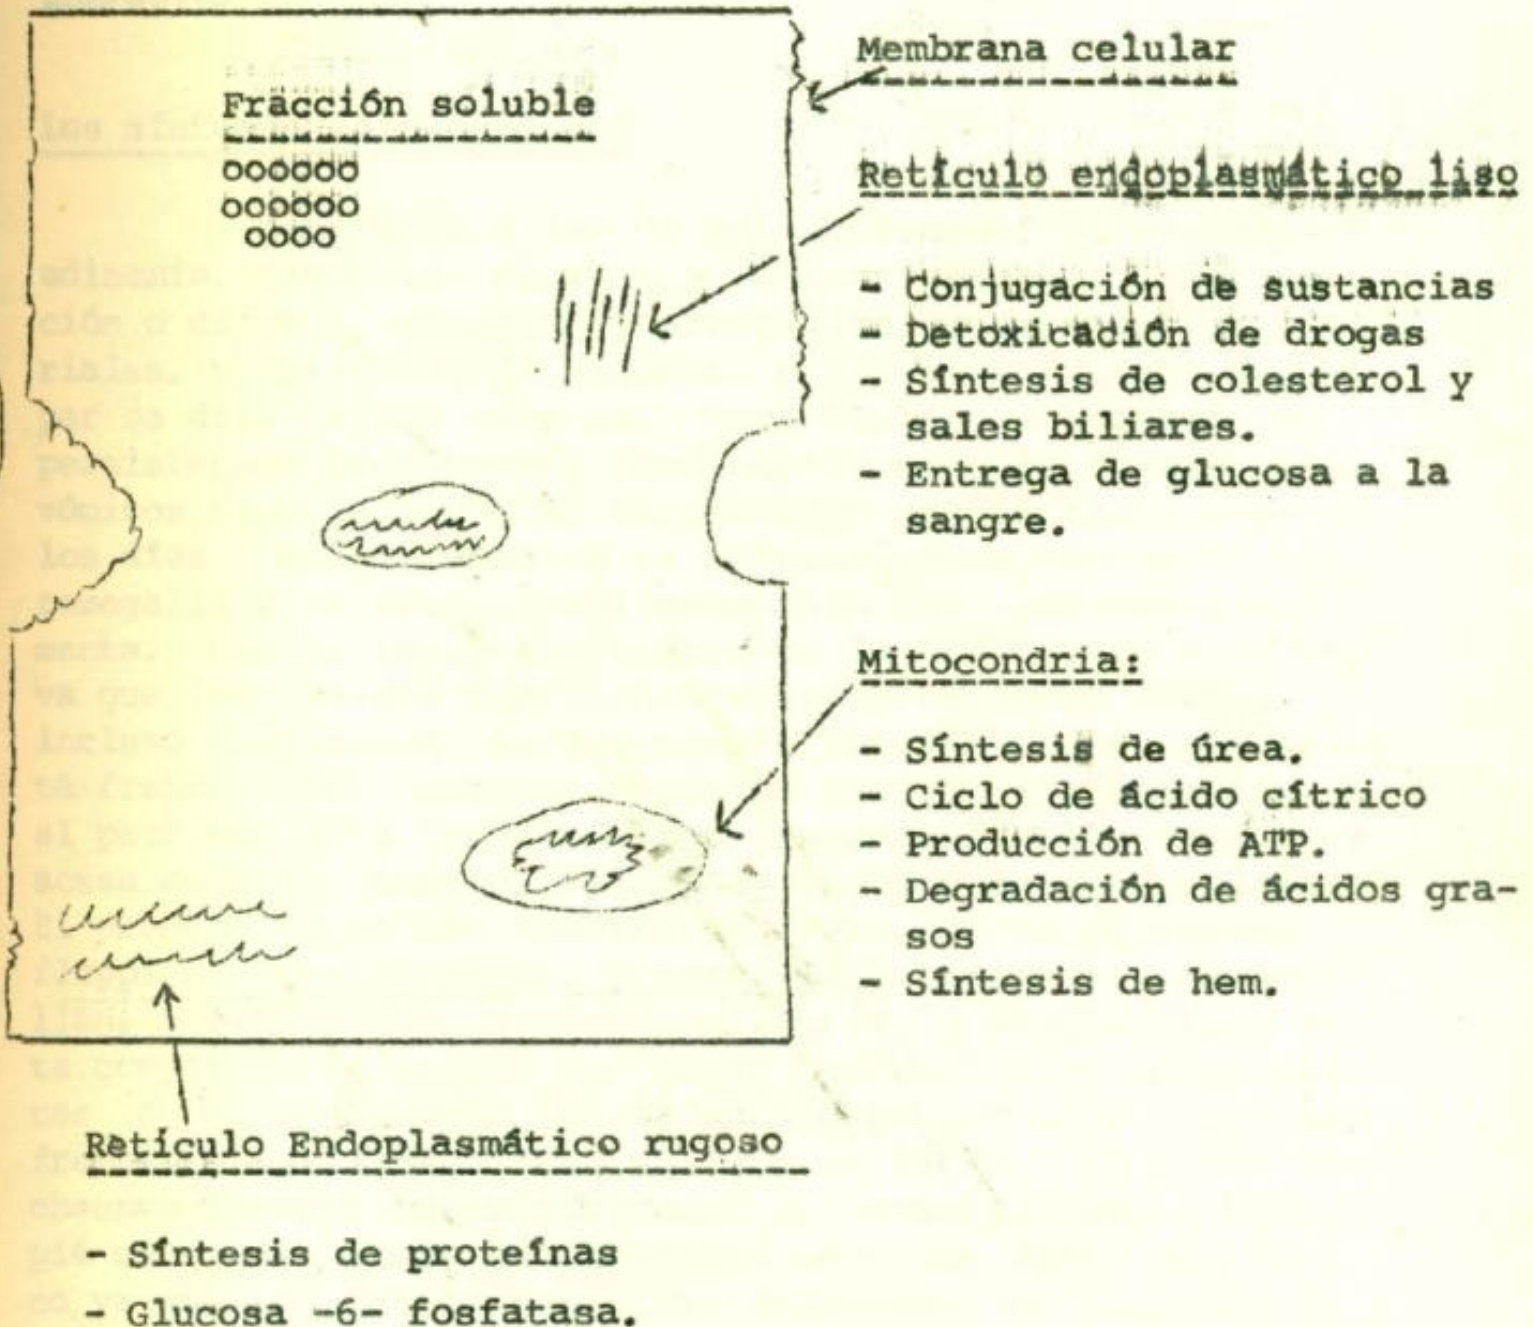 Membrana celular
Fracción soluble
Retículo endoplasmático liso
- Conjugación de sustancias
- Detoxicación de drogas
- Síntesis de colesterol y
sales biliares.
- Entrega de glucosa a la
sangre.
Mitocondria:
- Síntesis de úrea.
- Ciclo de ácido cítrico
- Producción de ATP.
- Degradación de ácidos gra-
sos
- Síntesis de hem.
Retículo Endoplasmático rugoso
- Síntesis de proteínas
- Glucosa -6- fosfatasa.